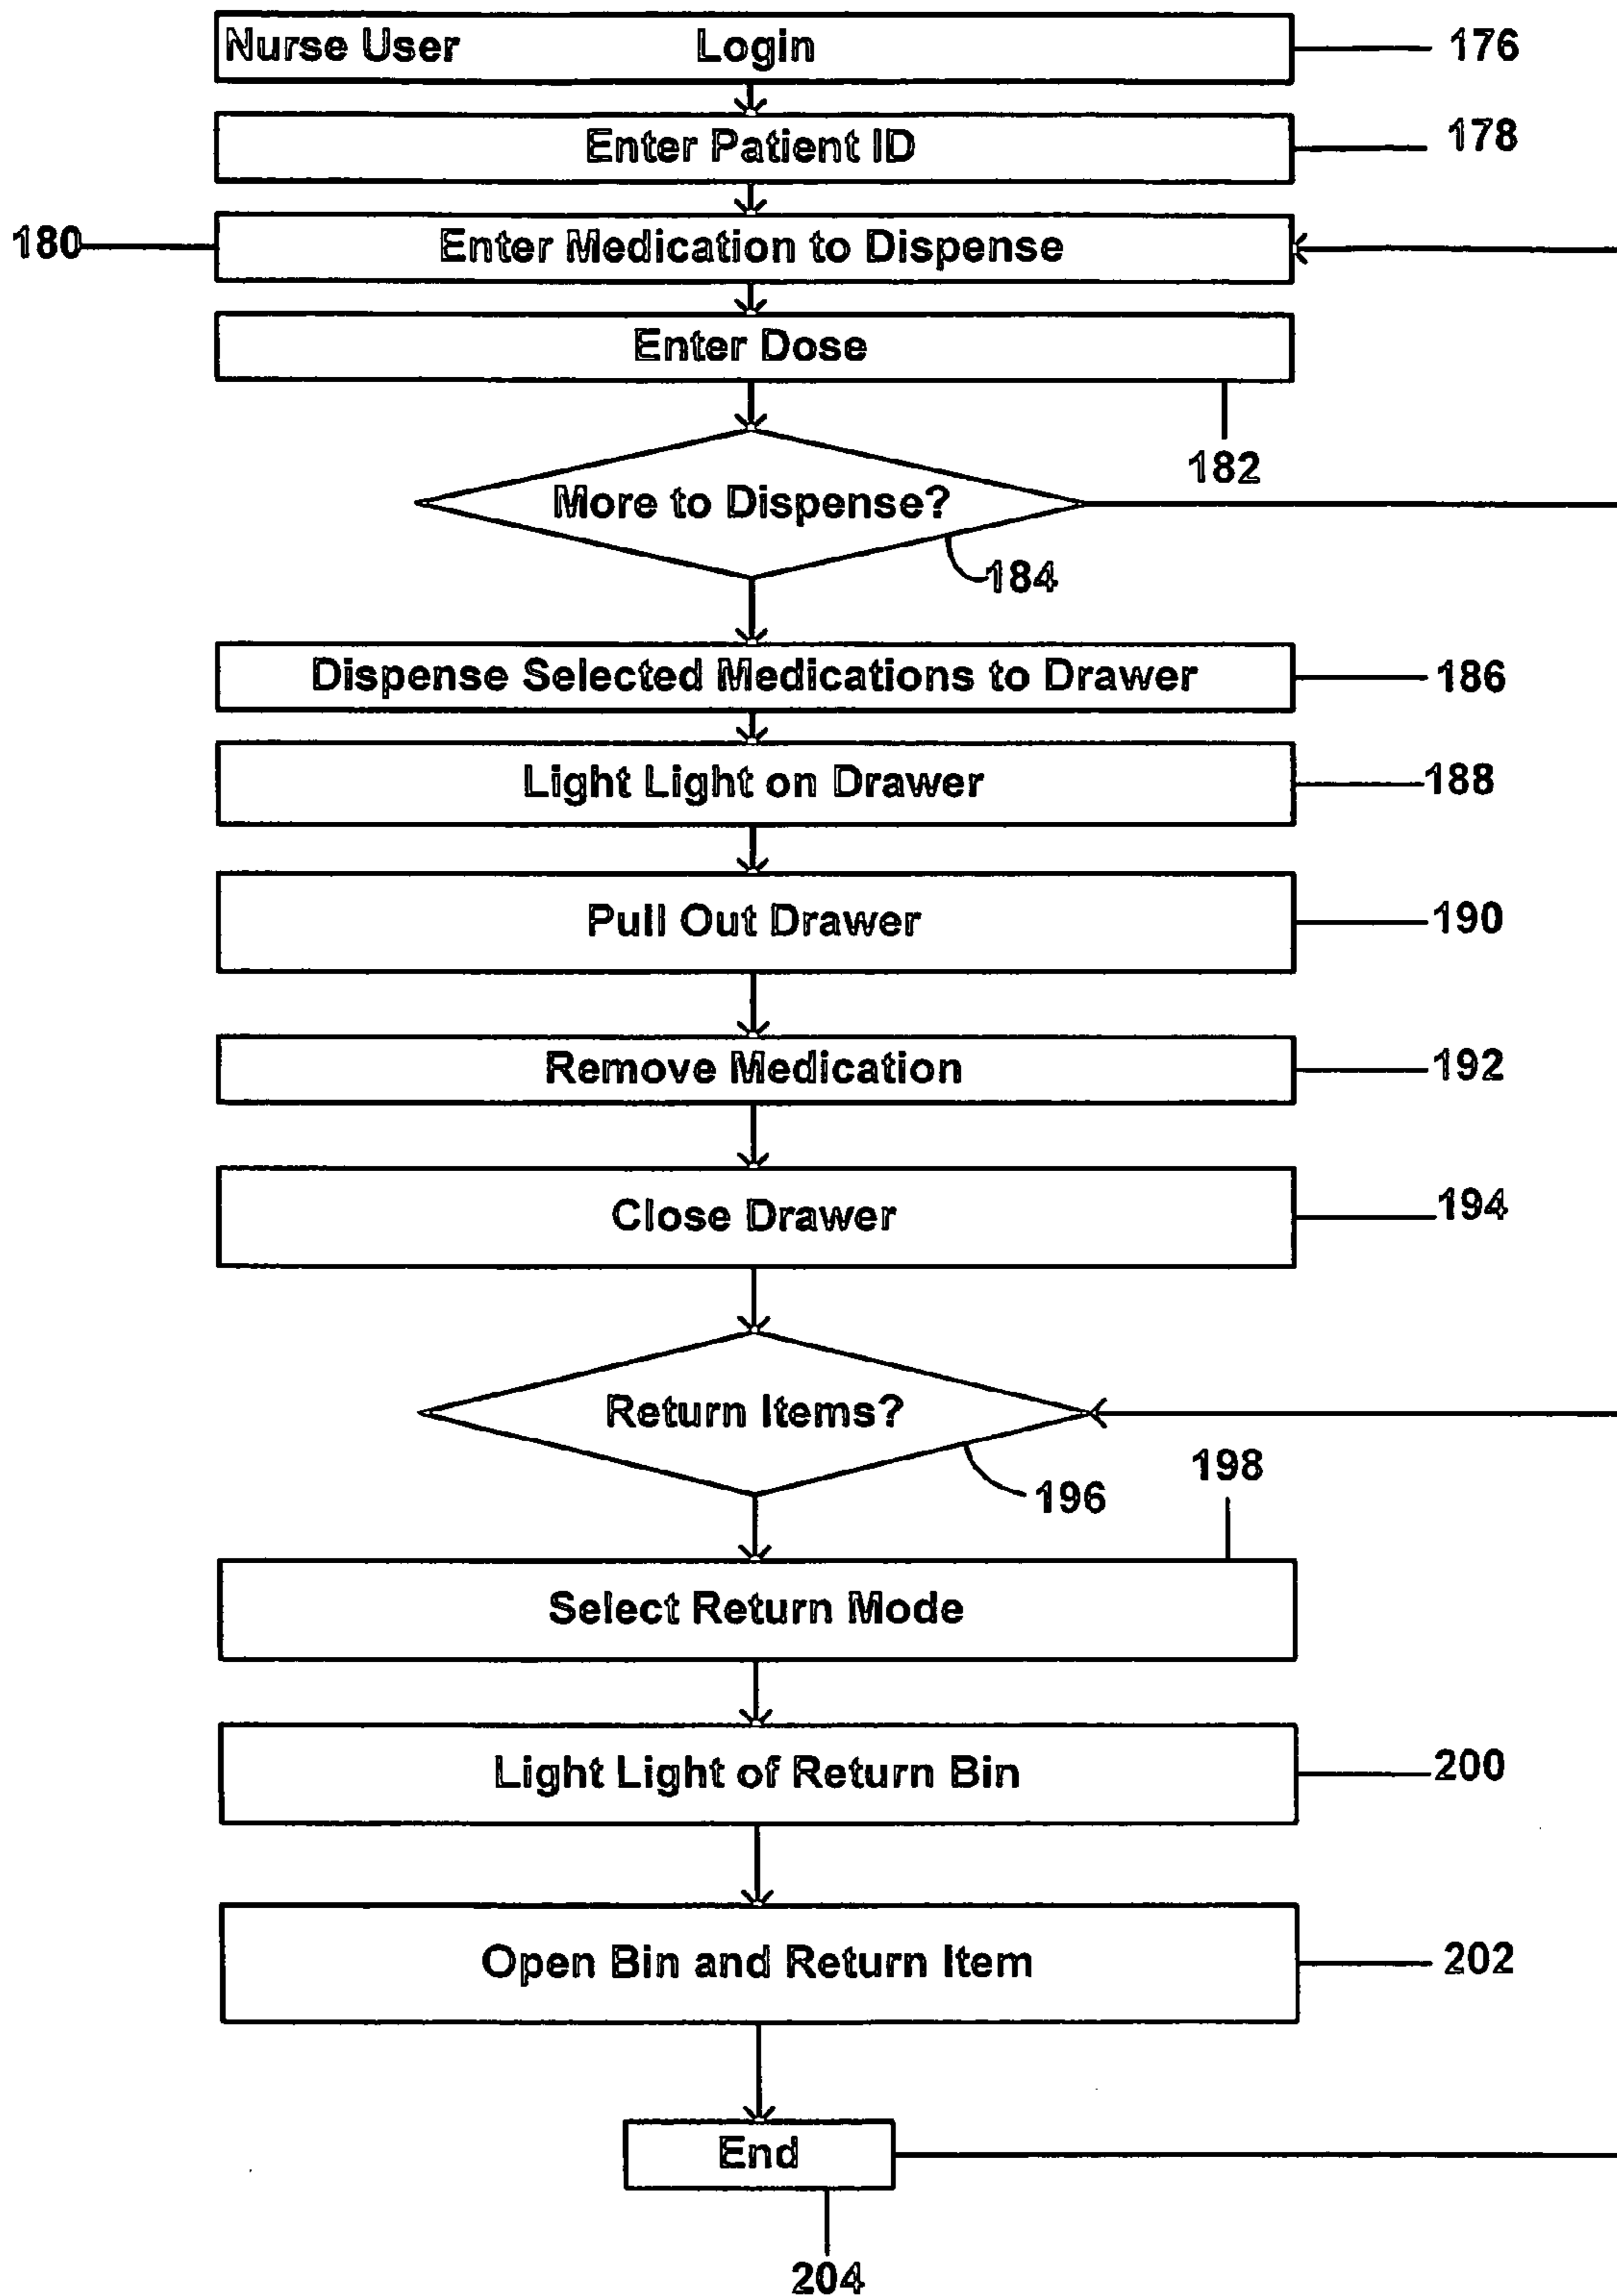 Nurse User Login 176
Enter Patient ID 178
180 Enter Medication to Dispense
Enter Dose
182
More to Dispense?
184
Dispense Selected Medications to Drawer 186
Light Light on Drawer 188
Pull Out Drawer 190
Remove Medication 192
Close Drawer 194
Return Items?
198
196
Select Return Mode
Light Light of Return Bin 200
Open Bin and Return Item 202
End
204